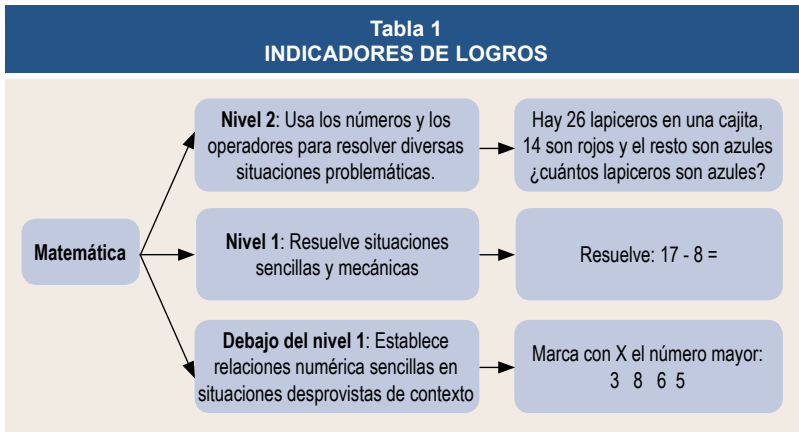 Tabla 1
INDICADORES DE LOGROS
Matemática
Nivel 2: Usa los números y los
operadores para resolver diversas
situaciones problemáticas.
Hay 26 lapiceros en una cajita,
14 son rojos y el resto son azules
¿cuántos lapiceros son azules?
Nivel 1: Resuelve situaciones
sencillas y mecánicas
Resuelve: 17 - 8 =
Debajo del nivel 1: Establece
relaciones numérica sencillas en
situaciones desprovistas de contexto
Marca con X el número mayor:
3 8 6 5